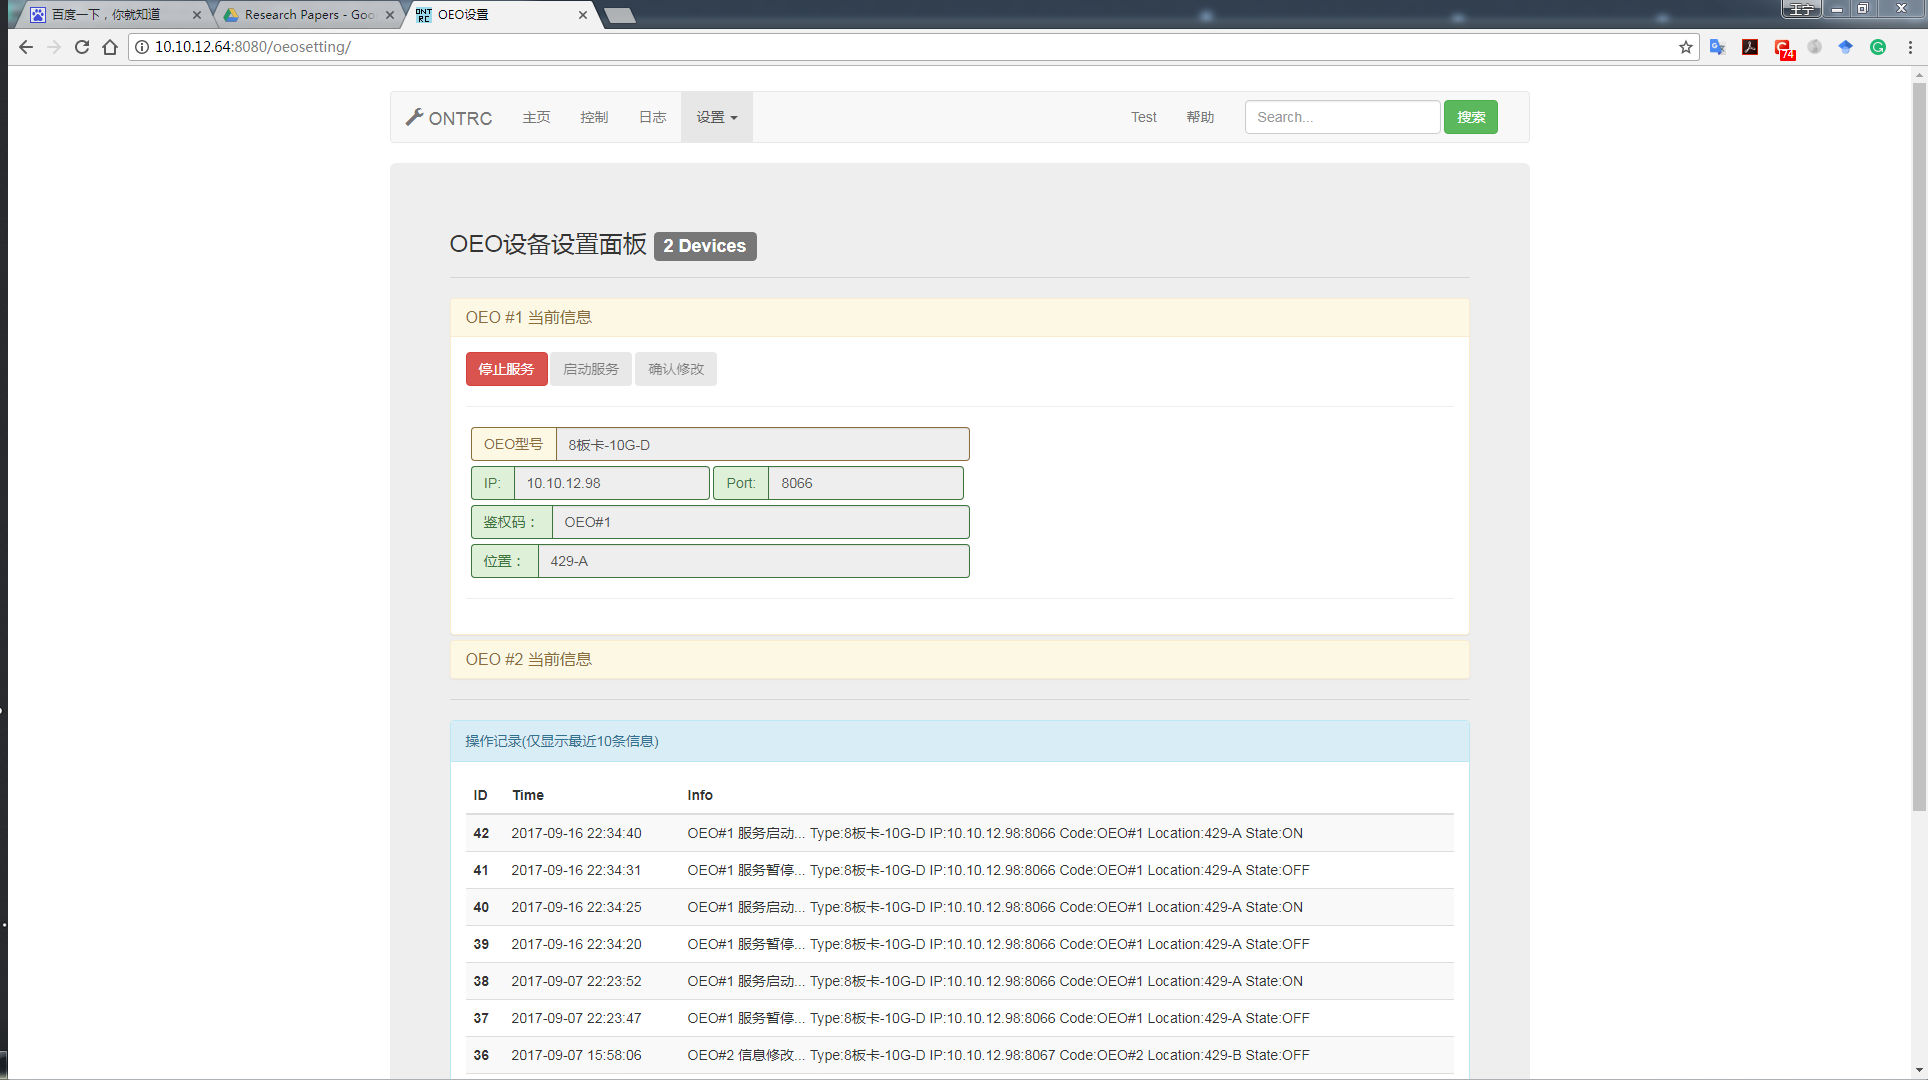 百度一下，你就知道
Research Papers - Goo
OEO设置
王宁
10.10.12.64:8080/oeosetting/
74
ONTRC 主页 控制 日志 设置 Test 帮助 Search... 搜索
OEO设备设置面板 2 Devices
OEO #1 当前信息
停止服务 启动服务 确认修改
OEO型号 8板卡-10G-D
IP: 10.10.12.98 Port: 8066
鉴权码： OEO#1
位置： 429-A
OEO #2 当前信息
操作记录(仅显示最近10条信息)
ID Time Info
42 2017-09-16 22:34:40 OEO#1 服务启动... Type:8板卡-10G-D IP:10.10.12.98:8066 Code:OEO#1 Location:429-A State:ON
41 2017-09-16 22:34:31 OEO#1 服务暂停... Type:8板卡-10G-D IP:10.10.12.98:8066 Code:OEO#1 Location:429-A State:OFF
40 2017-09-16 22:34:25 OEO#1 服务启动... Type:8板卡-10G-D IP:10.10.12.98:8066 Code:OEO#1 Location:429-A State:ON
39 2017-09-16 22:34:20 OEO#1 服务暂停... Type:8板卡-10G-D IP:10.10.12.98:8066 Code:OEO#1 Location:429-A State:OFF
38 2017-09-07 22:23:52 OEO#1 服务启动... Type:8板卡-10G-D IP:10.10.12.98:8066 Code:OEO#1 Location:429-A State:ON
37 2017-09-07 22:23:47 OEO#1 服务暂停... Type:8板卡-10G-D IP:10.10.12.98:8066 Code:OEO#1 Location:429-A State:OFF
36 2017-09-07 15:58:06 OEO#2 信息修改... Type:8板卡-10G-D IP:10.10.12.98:8067 Code:OEO#2 Location:429-B State:OFF